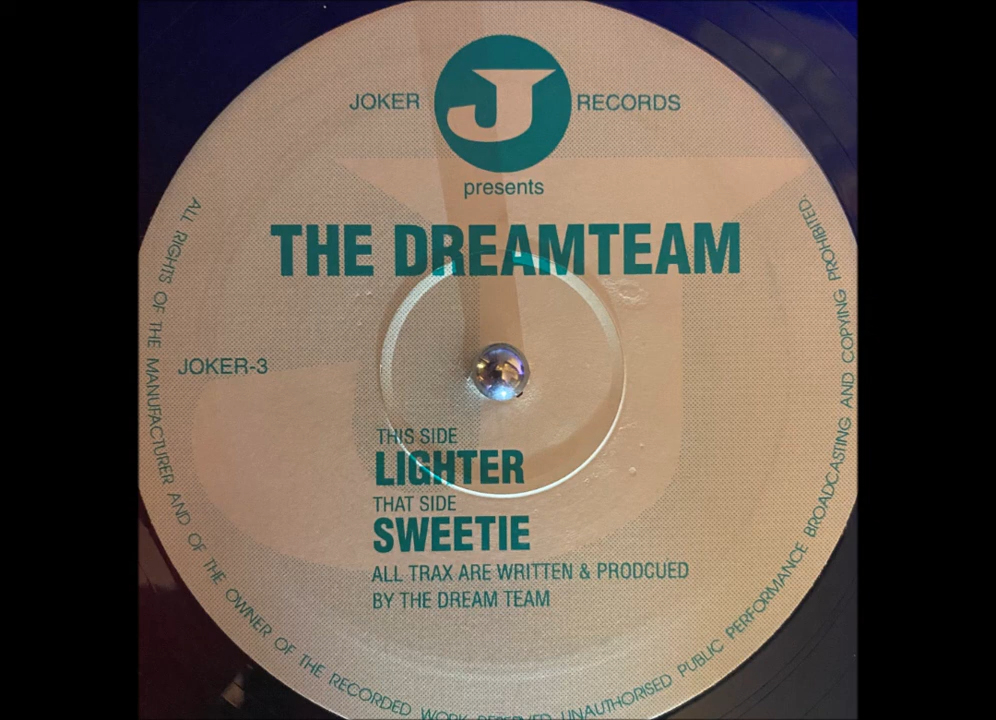 JOKER J RECORDS
presents
THE DREAMTEAM
JOKER-3
THIS SIDE
LIGHTER
THAT SIDE
SWEETIE
ALL TRAX ARE WRITTEN & PRODCUED
BY THE DREAM TEAM
ALL RIGHTS OF THE MANUFACTURER AND OF THE OWNER OF THE RECORDED WORK RESERVED. UNAUTHORISED PUBLIC PERFORMANCE BROADCASTING AND COPYING PROHIBITED.